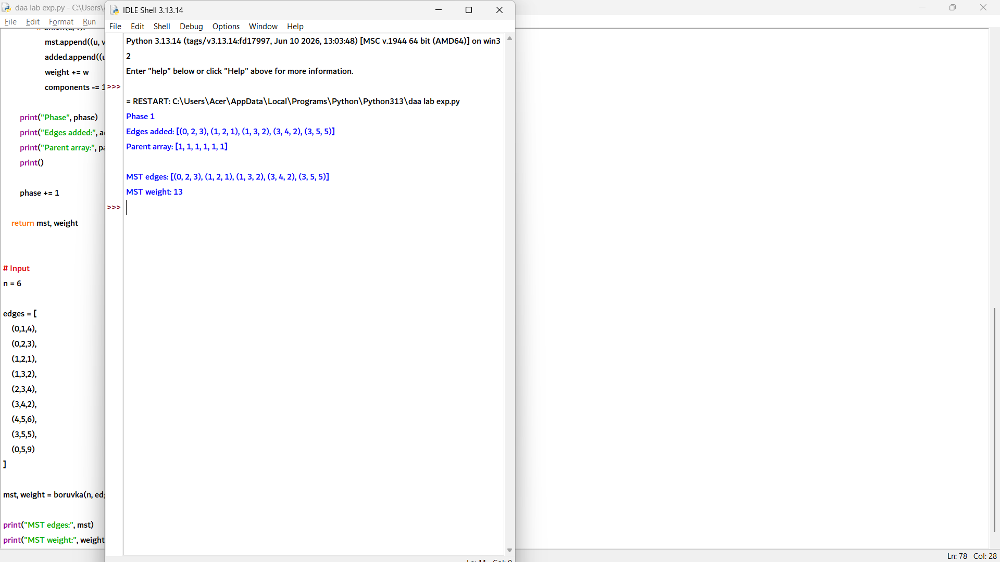 daa lab exp.py - C:\Users\
File Edit Format Run
mst.append((u,
added.append((
weight += w
components -= 1
print("Phase", phase)
print("Edges added:", a
print("Parent array:", pa
print()
phase += 1
return mst, weight
# Input
n = 6
edges = [
(0,1,4),
(0,2,3),
(1,2,1),
(1,3,2),
(2,3,4),
(3,4,2),
(4,5,6),
(3,5,5),
(0,5,9)
]
mst, weight = boruvka(n, ed
print("MST edges:", mst)
print("MST weight:", weight
IDLE Shell 3.13.14
File Edit Shell Debug Options Window Help
Python 3.13.14 (tags/v3.13.14:fd17997, Jun 10 2026, 13:03:48) [MSC v.1944 64 bit (AMD64)] on win3
2
Enter "help" below or click "Help" above for more information.
>>>
= RESTART: C:\Users\Acer\AppData\Local\Programs\Python\Python313\daa lab exp.py
Phase 1
Edges added: [(0, 2, 3), (1, 2, 1), (1, 3, 2), (3, 4, 2), (3, 5, 5)]
Parent array: [1, 1, 1, 1, 1, 1]
MST edges: [(0, 2, 3), (1, 2, 1), (1, 3, 2), (3, 4, 2), (3, 5, 5)]
MST weight: 13
>>>
Ln: 78 Col: 28